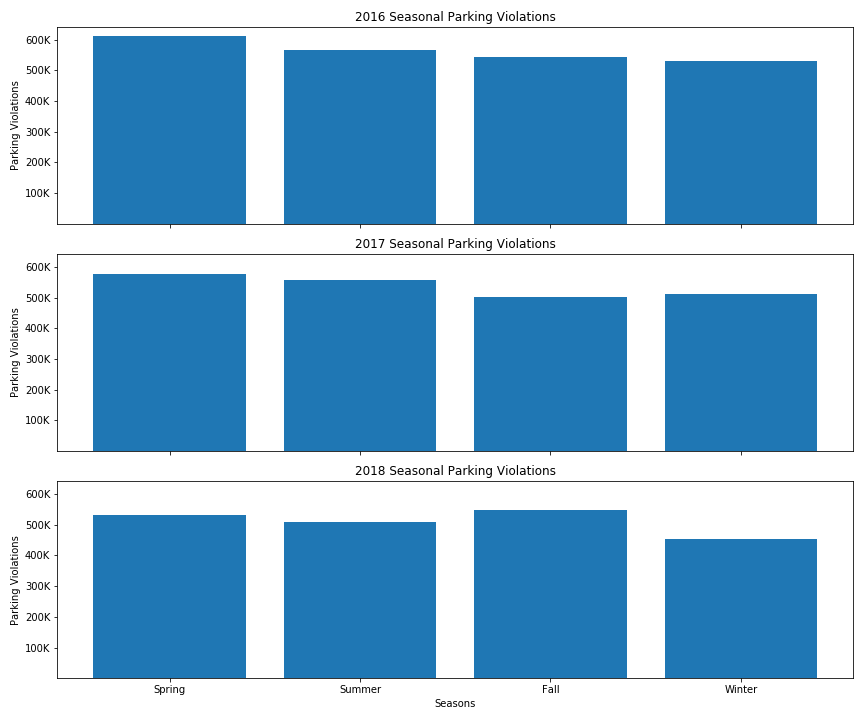 2016 Seasonal Parking Violations
600K
500K
400K
300K
200K
100K
Parking Violations
2017 Seasonal Parking Violations
600K
500K
400K
300K
200K
100K
Parking Violations
2018 Seasonal Parking Violations
600K
500K
400K
300K
200K
100K
Parking Violations
Spring Summer Fall Winter
Seasons